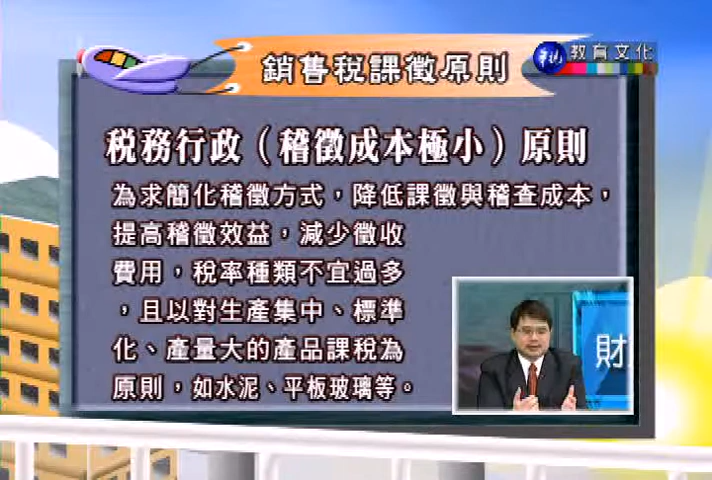 銷售稅課徵原則
華視 教育文化
稅務行政（稽徵成本極小）原則
為求簡化稽徵方式，降低課徵與稽查成本，
提高稽徵效益，減少徵收
費用，稅率種類不宜過多
，且以對生產集中、標準
化、產量大的產品課稅為
原則，如水泥、平板玻璃等。
財